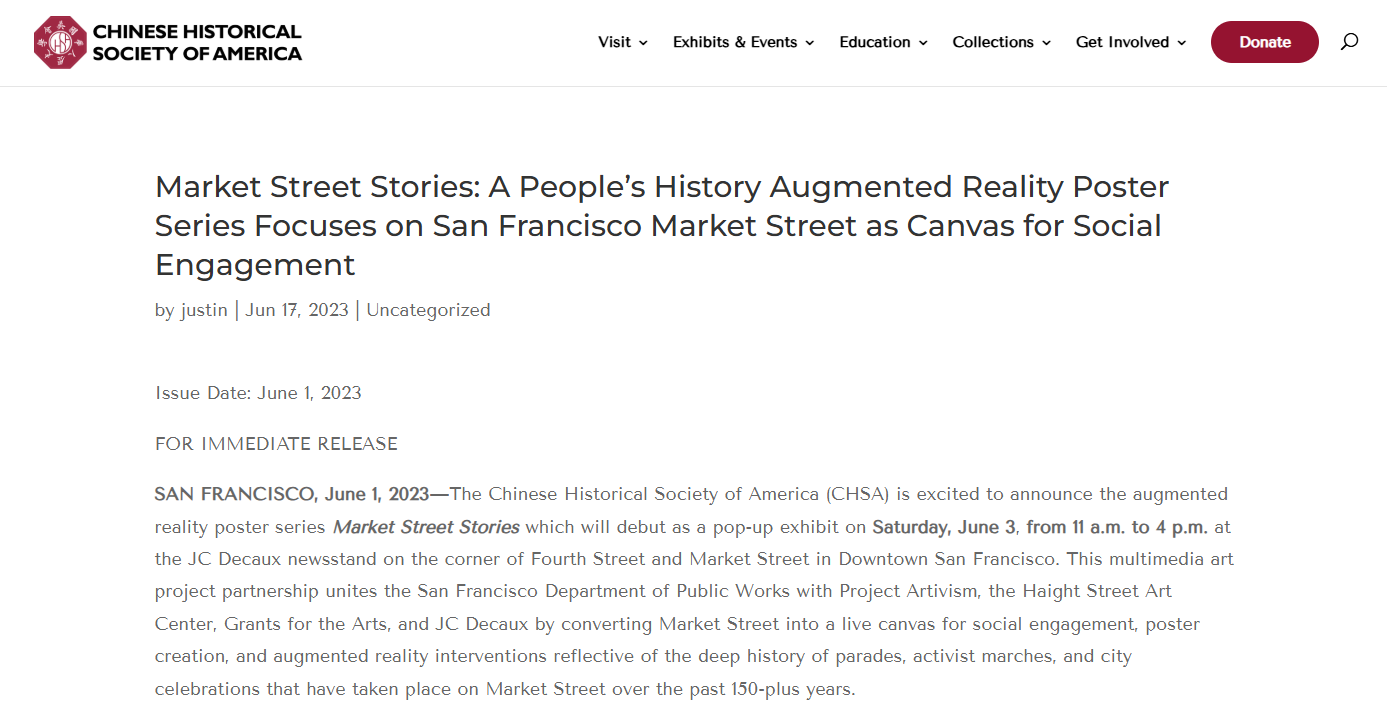 CHINESE HISTORICAL
SOCIETY OF AMERICA
Visit Exhibits & Events Education Collections Get Involved Donate
Market Street Stories: A People’s History Augmented Reality Poster
Series Focuses on San Francisco Market Street as Canvas for Social
Engagement
by justin | Jun 17, 2023 | Uncategorized
Issue Date: June 1, 2023
FOR IMMEDIATE RELEASE
SAN FRANCISCO, June 1, 2023—The Chinese Historical Society of America (CHSA) is excited to announce the augmented
reality poster series Market Street Stories which will debut as a pop-up exhibit on Saturday, June 3, from 11 a.m. to 4 p.m. at
the JC Decaux newsstand on the corner of Fourth Street and Market Street in Downtown San Francisco. This multimedia art
project partnership unites the San Francisco Department of Public Works with Project Artivism, the Haight Street Art
Center, Grants for the Arts, and JC Decaux by converting Market Street into a live canvas for social engagement, poster
creation, and augmented reality interventions reflective of the deep history of parades, activist marches, and city
celebrations that have taken place on Market Street over the past 150-plus years.